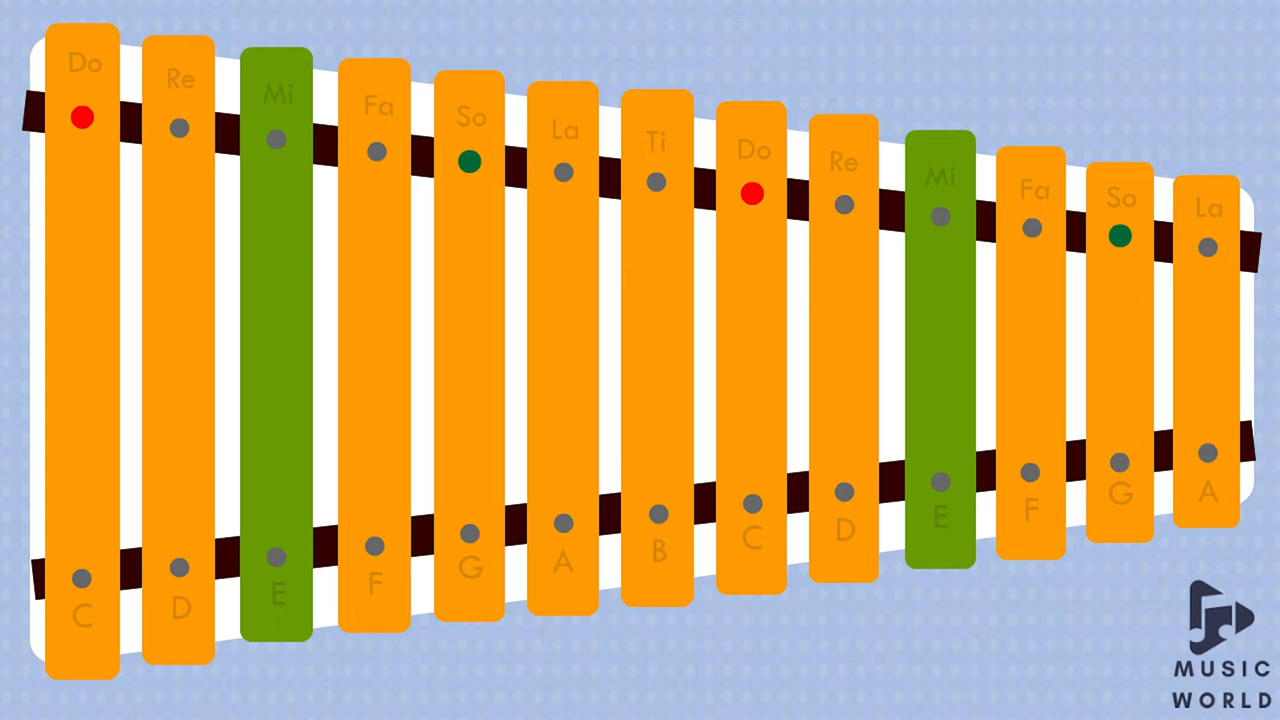 Do Re Mi Fa So La Ti Do Re Mi Fa So La
C D E F G A B C D E F G A
MUSIC
WORLD